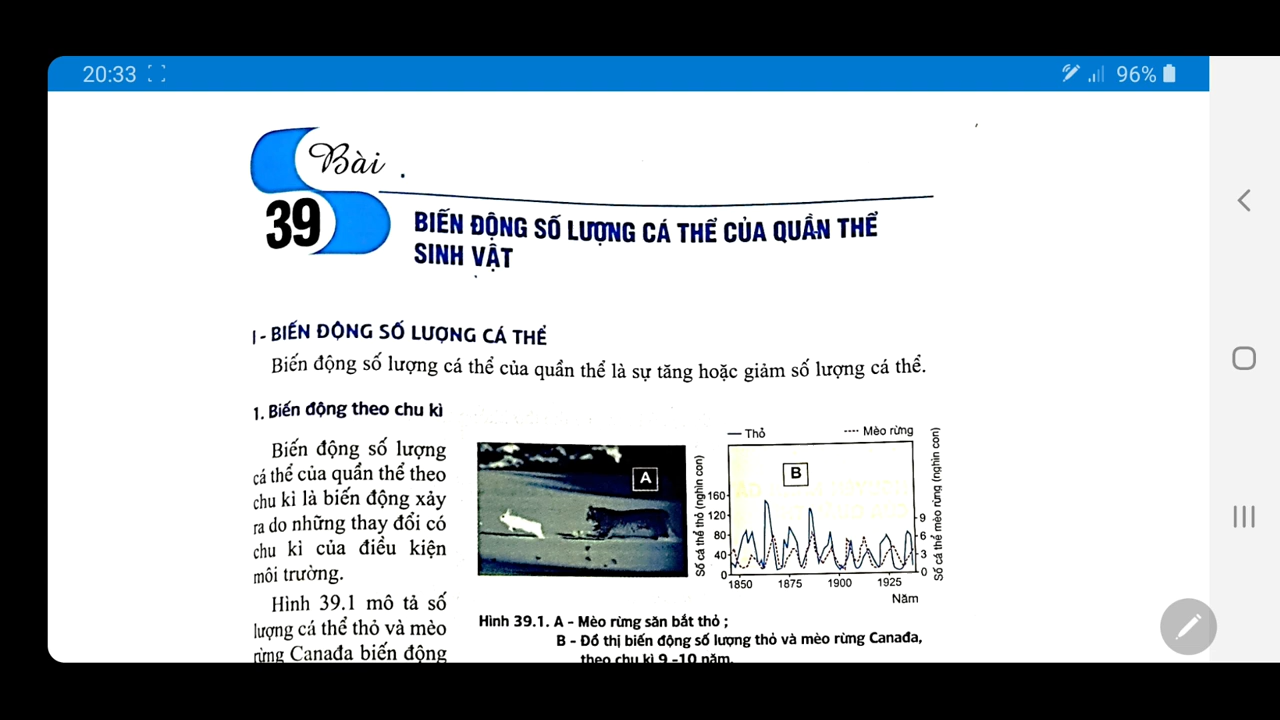 20:33
96%
Bài
39
BIẾN ĐỘNG SỐ LƯỢNG CÁ THỂ CỦA QUẦN THỂ
SINH VẬT
I - BIẾN ĐỘNG SỐ LƯỢNG CÁ THỂ
Biến động số lượng cá thể của quần thể là sự tăng hoặc giảm số lượng cá thể.
1. Biến động theo chu kì
Biến động số lượng
cá thể của quần thể theo
chu kì là biến động xảy
ra do những thay đổi có
chu kì của điều kiện
môi trường.
Hình 39.1 mô tả số
lượng cá thể thỏ và mèo
rừng Canađa biến động
A
Thỏ
Mèo rừng
B
Số cá thể thỏ (nghìn con)
160
120
80
40
0
Số cá thể mèo rừng (nghìn con)
9
6
3
0
1850 1875 1900 1925
Năm
Hình 39.1. A - Mèo rừng săn bắt thỏ ;
B - Đồ thị biến động số lượng thỏ và mèo rừng Canađa,
theo chu kì 9 -10 năm.